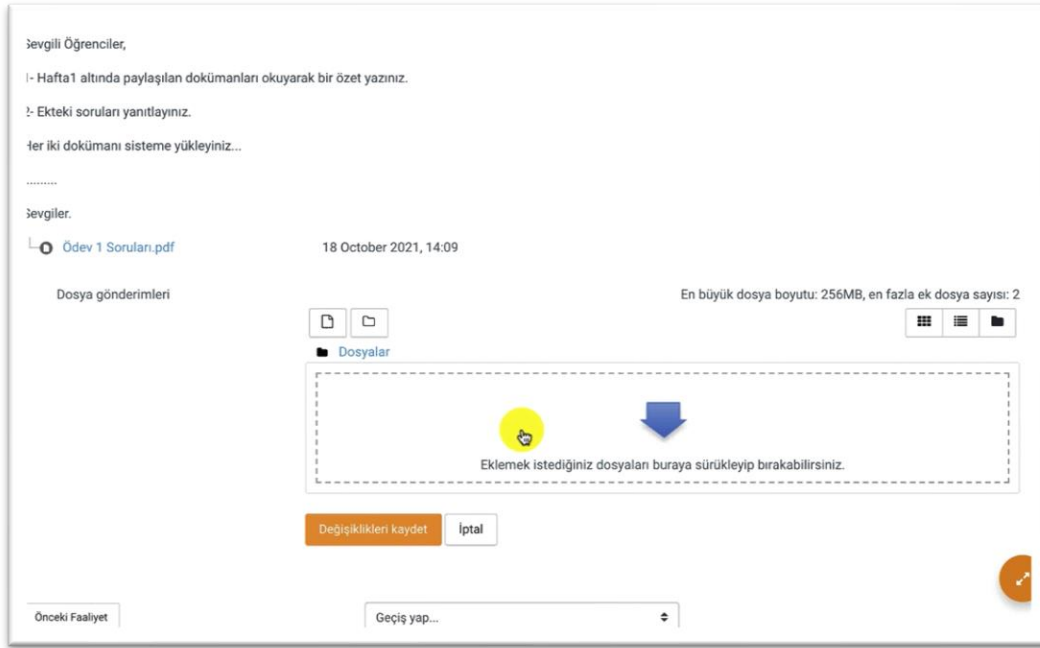 Sevgili Öğrenciler,
1- Hafta1 altında paylaşılan dokümanları okuyarak bir özet yazınız.
2- Ekteki soruları yanıtlayınız.
Her iki dokümanı sisteme yükleyiniz...
.........
Sevgiler.
Ödev 1 Soruları.pdf 18 October 2021, 14:09
Dosya gönderimleri En büyük dosya boyutu: 256MB, en fazla ek dosya sayısı: 2
Dosyalar
Eklemek istediğiniz dosyaları buraya sürükleyip bırakabilirsiniz.
Değişiklikleri kaydet İptal
Önceki Faaliyet Geçiş yap...